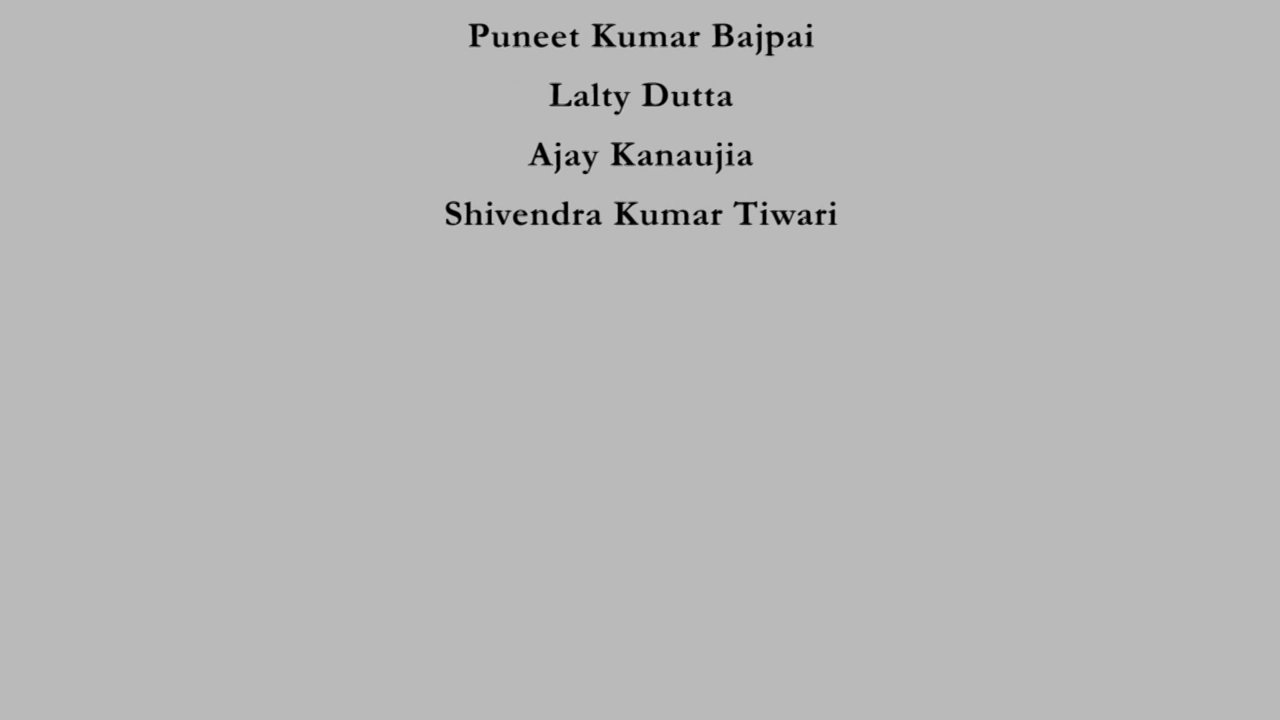 Puneet Kumar Bajpai
Lalty Dutta
Ajay Kanaujia
Shivendra Kumar Tiwari